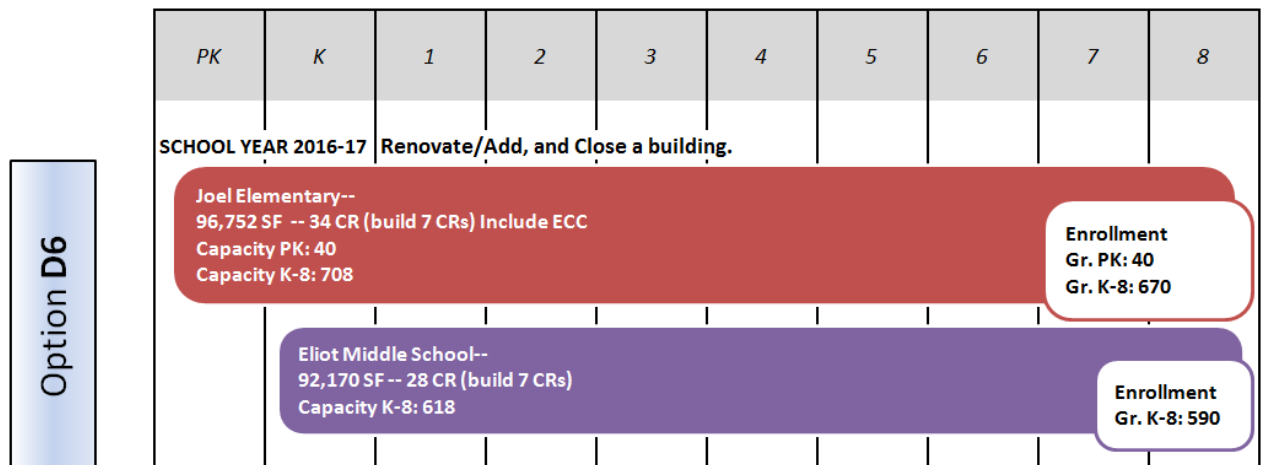 PK K 1 2 3 4 5 6 7 8
SCHOOL YEAR 2016-17 Renovate/Add, and Close a building.
Option D6
Joel Elementary--
96,752 SF -- 34 CR (build 7 CRs) Include ECC
Capacity PK: 40
Capacity K-8: 708
Enrollment
Gr. PK: 40
Gr. K-8: 670
Eliot Middle School--
92,170 SF -- 28 CR (build 7 CRs)
Capacity K-8: 618
Enrollment
Gr. K-8: 590